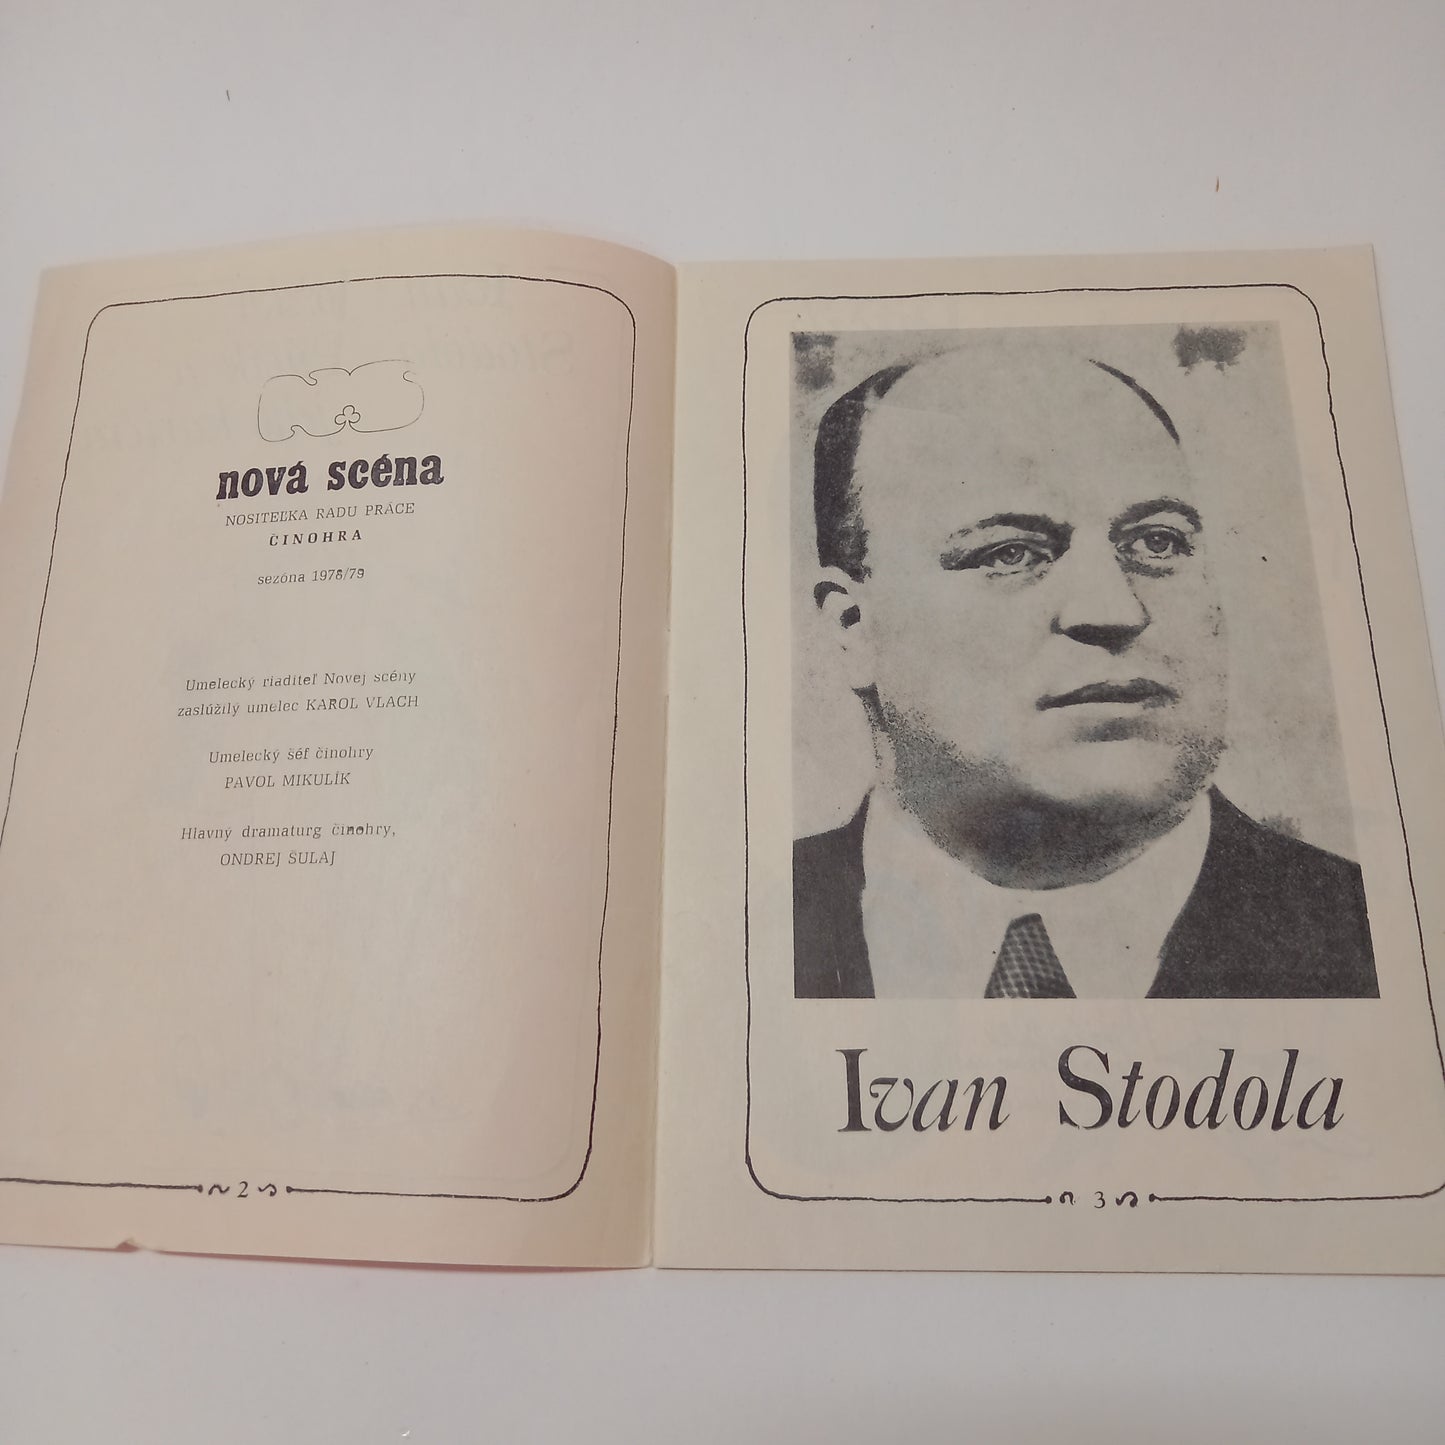 nová scéna
NOSITEĽKA RADU PRÁCE
ČINOHRA
sezóna 1978/79
Umelecký riaditeľ Novej scény
zaslúžilý umelec KAROL VLACH
Umelecký šéf činohry
PAVOL MIKULÍK
Hlavný dramaturg činohry,
ONDREJ ŠULAJ
2
Ivan Stodola
3